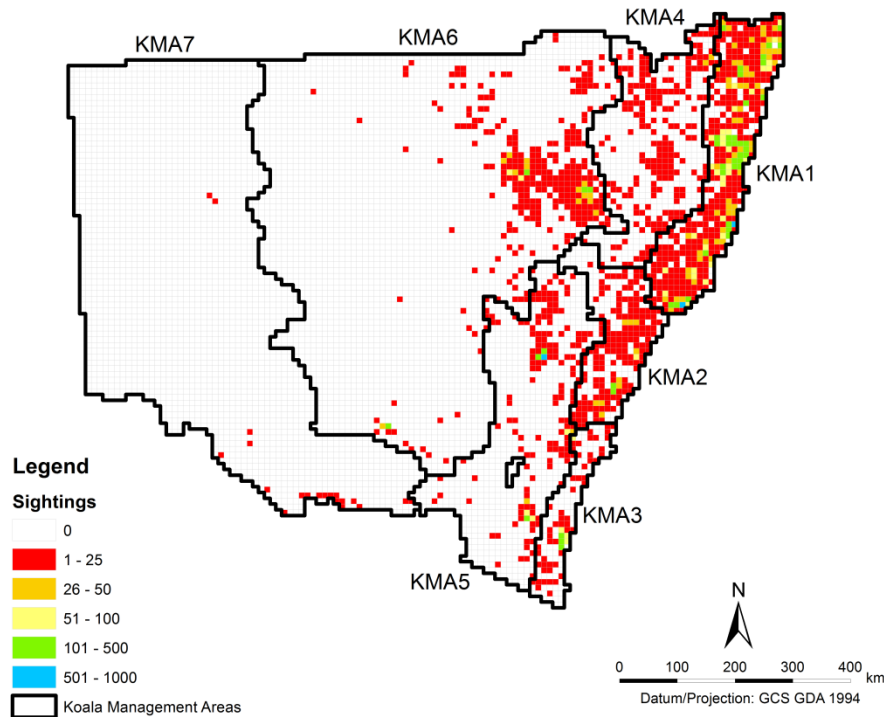 KMA4
KMA7
KMA6
KMA1
KMA2
KMA3
KMA5
Legend
Sightings
0
1 - 25
26 - 50
51 - 100
101 - 500
501 - 1000
Koala Management Areas
N
0 100 200 300 400
km
Datum/Projection: GCS GDA 1994